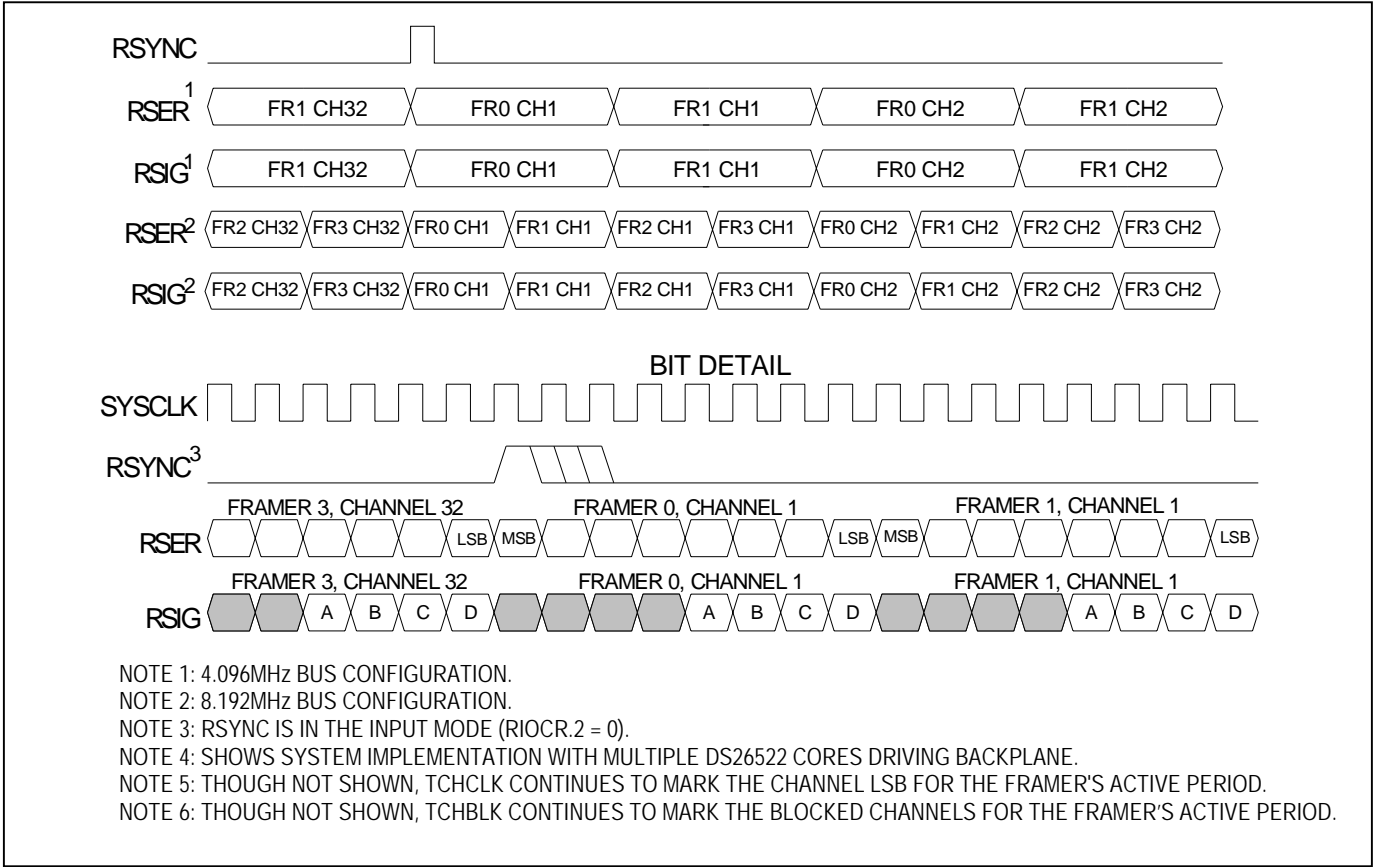 RSYNC
RSER1 FR1 CH32 FR0 CH1 FR1 CH1 FR0 CH2 FR1 CH2
RSIG1 FR1 CH32 FR0 CH1 FR1 CH1 FR0 CH2 FR1 CH2
RSER2 FR2 CH32 FR3 CH32 FR0 CH1 FR1 CH1 FR2 CH1 FR3 CH1 FR0 CH2 FR1 CH2 FR2 CH2 FR3 CH2
RSIG2 FR2 CH32 FR3 CH32 FR0 CH1 FR1 CH1 FR2 CH1 FR3 CH1 FR0 CH2 FR1 CH2 FR2 CH2 FR3 CH2
BIT DETAIL
SYSCLK
RSYNC3
FRAMER 3, CHANNEL 32 FRAMER 0, CHANNEL 1 FRAMER 1, CHANNEL 1
RSER LSB MSB LSB MSB LSB
FRAMER 3, CHANNEL 32 FRAMER 0, CHANNEL 1 FRAMER 1, CHANNEL 1
RSIG A B C D A B C D A B C D
NOTE 1: 4.096MHz BUS CONFIGURATION.
NOTE 2: 8.192MHz BUS CONFIGURATION.
NOTE 3: RSYNC IS IN THE INPUT MODE (RIOCR.2 = 0).
NOTE 4: SHOWS SYSTEM IMPLEMENTATION WITH MULTIPLE DS26522 CORES DRIVING BACKPLANE.
NOTE 5: THOUGH NOT SHOWN, TCHCLK CONTINUES TO MARK THE CHANNEL LSB FOR THE FRAMER'S ACTIVE PERIOD.
NOTE 6: THOUGH NOT SHOWN, TCHBLK CONTINUES TO MARK THE BLOCKED CHANNELS FOR THE FRAMER’S ACTIVE PERIOD.